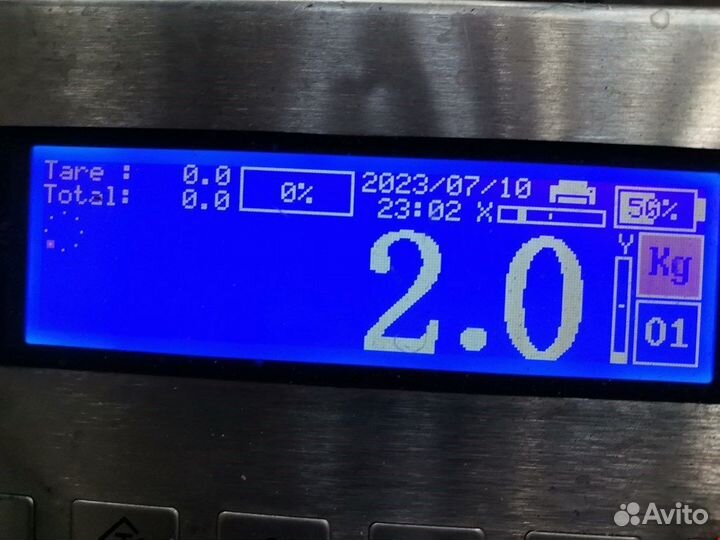 Tare : 0.0
Total: 0.0
0%
2023/07/10
23:02 X
50%
Y
Kg
2.0
01
Avito